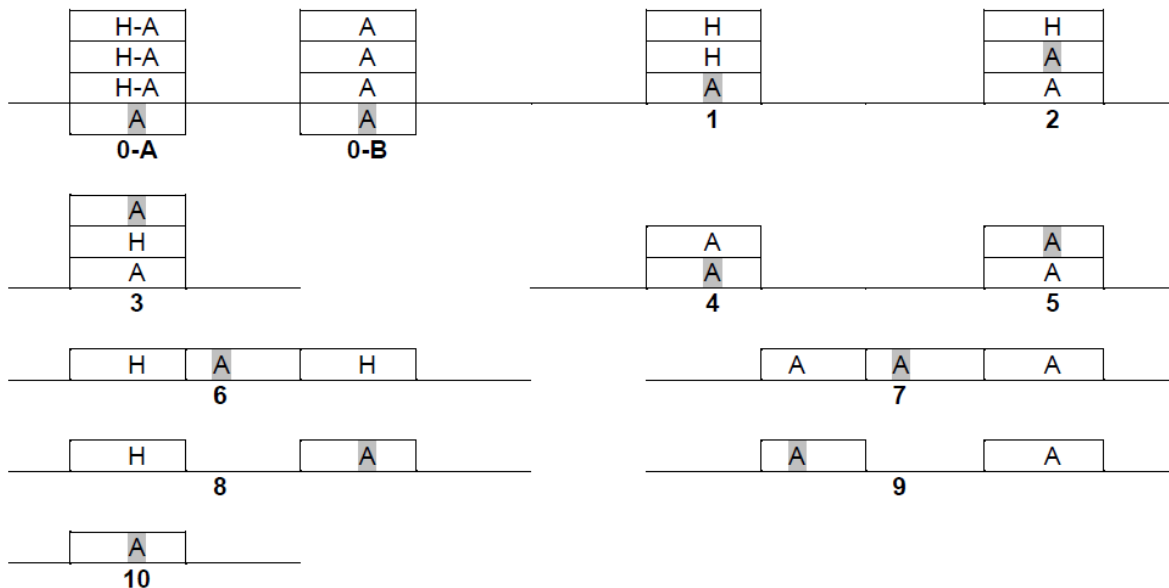 H-A A H H
H-A A H A
H-A A A A
A A 1 2
0-A 0-B
A
H A A
A A A
3 4 5
H A H A A A
6 7
H A A A
8 9
A
10